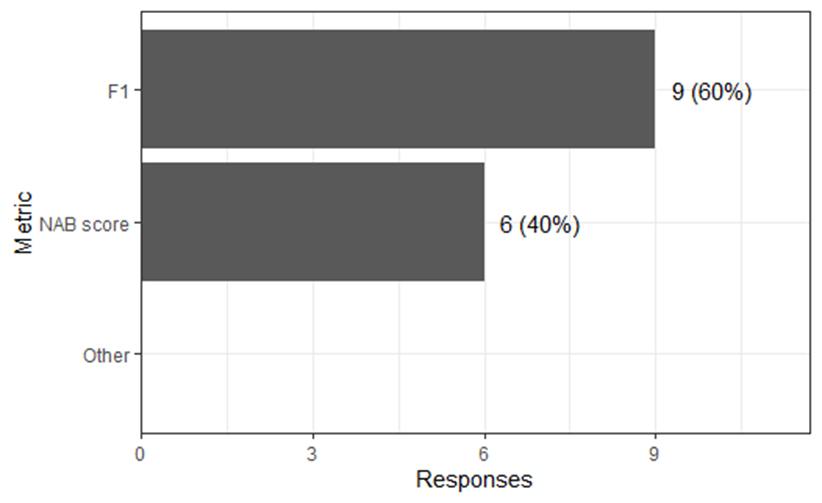 F1
9 (60%)
NAB score
6 (40%)
Other
Metric
0 3 6 9
Responses